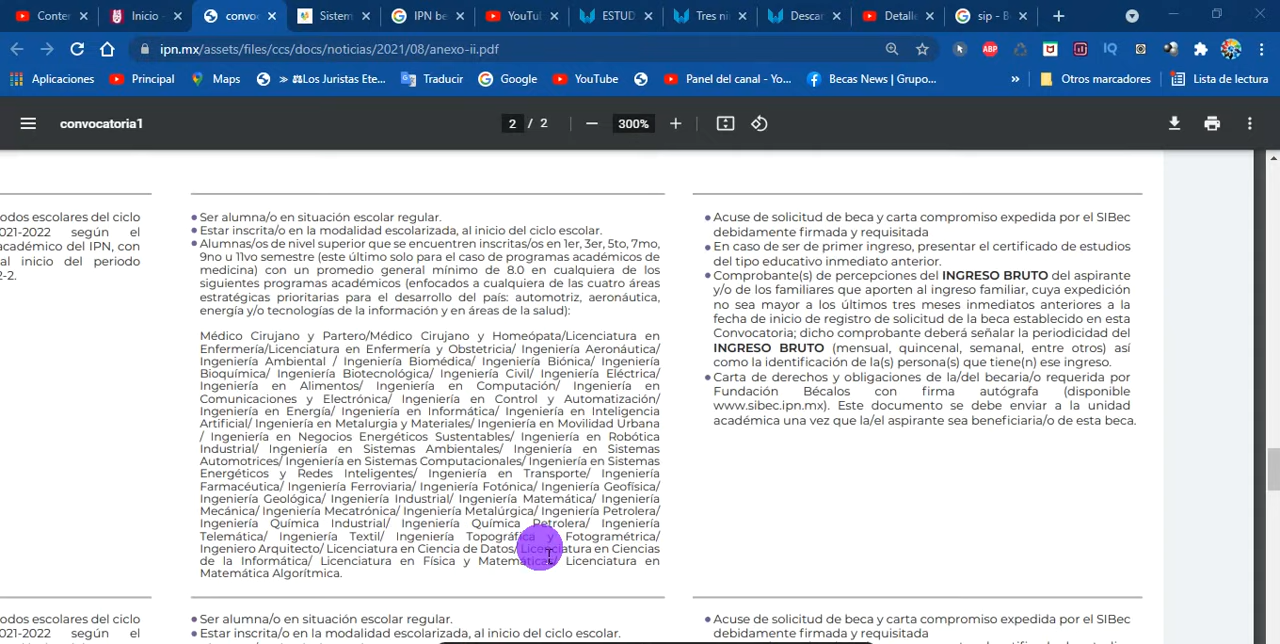 Conter
Inicio -
convoc
Sistem
IPN be
YouTu
ESTUD
Tres ni
Descar
Detalle
sip - B
ipn.mx/assets/files/ccs/docs/noticias/2021/08/anexo-ii.pdf
ABP
IQ
Aplicaciones
Principal
Maps
» ⚖Los Juristas Ete...
Traducir
Google
YouTube
Panel del canal - Yo...
Becas News | Grupo...
»
Otros marcadores
Lista de lectura
convocatoria1
2 / 2
300%
odos escolares del ciclo
021-2022 según el
académico del IPN, con
al inicio del periodo
2-2.
• Ser alumna/o en situación escolar regular.
• Estar inscrita/o en la modalidad escolarizada, al inicio del ciclo escolar.
• Alumnas/os de nivel superior que se encuentren inscritas/os en 1er, 3er, 5to, 7mo,
9no u 11vo semestre (este último solo para el caso de programas académicos de
medicina) con un promedio general mínimo de 8.0 en cualquiera de los
siguientes programas académicos (enfocados a cualquiera de las cuatro áreas
estratégicas prioritarias para el desarrollo del país: automotriz, aeronáutica,
energía y/o tecnologías de la información y en áreas de la salud):
Médico Cirujano y Partero/Médico Cirujano y Homeópata/Licenciatura en
Enfermería/Licenciatura en Enfermería y Obstetricia/ Ingeniería Aeronáutica/
Ingeniería Ambiental / Ingeniería Biomédica/ Ingeniería Biónica/ Ingeniería
Bioquímica/ Ingeniería Biotecnológica/ Ingeniería Civil/ Ingeniería Eléctrica/
Ingeniería en Alimentos/ Ingeniería en Computación/ Ingeniería en
Comunicaciones y Electrónica/ Ingeniería en Control y Automatización/
Ingeniería en Energía/ Ingeniería en Informática/ Ingeniería en Inteligencia
Artificial/ Ingeniería en Metalurgia y Materiales/ Ingeniería en Movilidad Urbana
/ Ingeniería en Negocios Energéticos Sustentables/ Ingeniería en Robótica
Industrial/ Ingeniería en Sistemas Ambientales/ Ingeniería en Sistemas
Automotrices/ Ingeniería en Sistemas Computacionales/ Ingeniería en Sistemas
Energéticos y Redes Inteligentes/ Ingeniería en Transporte/ Ingeniería
Farmacéutica/ Ingeniería Ferroviaria/ Ingeniería Fotónica/ Ingeniería Geofísica/
Ingeniería Geológica/ Ingeniería Industrial/ Ingeniería Matemática/ Ingeniería
Mecánica/ Ingeniería Mecatrónica/ Ingeniería Metalúrgica/ Ingeniería Petrolera/
Ingeniería Química Industrial/ Ingeniería Química Petrolera/ Ingeniería
Telemática/ Ingeniería Textil/ Ingeniería Topográfica y Fotogramétrica/
Ingeniero Arquitecto/ Licenciatura en Ciencia de Datos/ Licenciatura en Ciencias
de la Informática/ Licenciatura en Física y Matemáticas/ Licenciatura en
Matemática Algorítmica.
• Acuse de solicitud de beca y carta compromiso expedida por el SIBec
debidamente firmada y requisitada
• En caso de ser de primer ingreso, presentar el certificado de estudios
del tipo educativo inmediato anterior.
• Comprobante(s) de percepciones del INGRESO BRUTO del aspirante
y/o de los familiares que aporten al ingreso familiar, cuya expedición
no sea mayor a los últimos tres meses inmediatos anteriores a la
fecha de inicio de registro de solicitud de la beca establecido en esta
Convocatoria; dicho comprobante deberá señalar la periodicidad del
INGRESO BRUTO (mensual, quincenal, semanal, entre otros) así
como la identificación de la(s) persona(s) que tiene(n) ese ingreso.
• Carta de derechos y obligaciones de la/del becaria/o requerida por
Fundación Bécalos con firma autógrafa (disponible
www.sibec.ipn.mx). Este documento se debe enviar a la unidad
académica una vez que la/el aspirante sea beneficiaria/o de esta beca.
odos escolares del ciclo
021-2022 según el
• Ser alumna/o en situación escolar regular.
• Estar inscrita/o en la modalidad escolarizada, al inicio del ciclo escolar.
• Acuse de solicitud de beca y carta compromiso expedida por el SIBec
debidamente firmada y requisitada